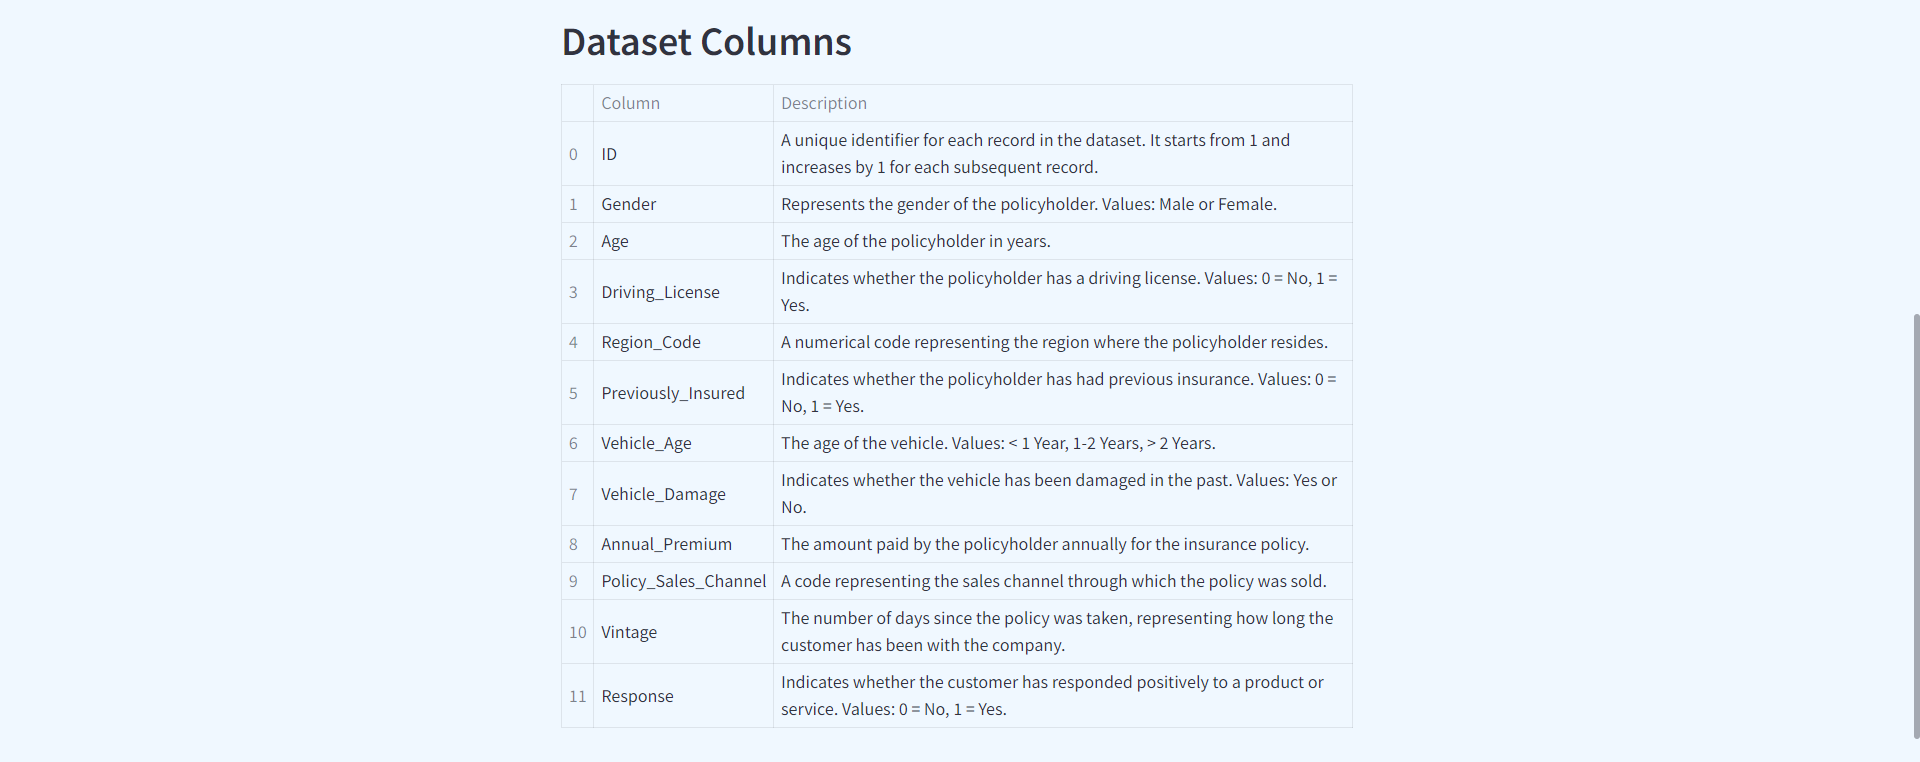 Dataset Columns
Column Description
0 ID A unique identifier for each record in the dataset. It starts from 1 and
increases by 1 for each subsequent record.
1 Gender Represents the gender of the policyholder. Values: Male or Female.
2 Age The age of the policyholder in years.
3 Driving_License Indicates whether the policyholder has a driving license. Values: 0 = No, 1 =
Yes.
4 Region_Code A numerical code representing the region where the policyholder resides.
5 Previously_Insured Indicates whether the policyholder has had previous insurance. Values: 0 =
No, 1 = Yes.
6 Vehicle_Age The age of the vehicle. Values: < 1 Year, 1-2 Years, > 2 Years.
7 Vehicle_Damage Indicates whether the vehicle has been damaged in the past. Values: Yes or
No.
8 Annual_Premium The amount paid by the policyholder annually for the insurance policy.
9 Policy_Sales_Channel A code representing the sales channel through which the policy was sold.
10 Vintage The number of days since the policy was taken, representing how long the
customer has been with the company.
11 Response Indicates whether the customer has responded positively to a product or
service. Values: 0 = No, 1 = Yes.